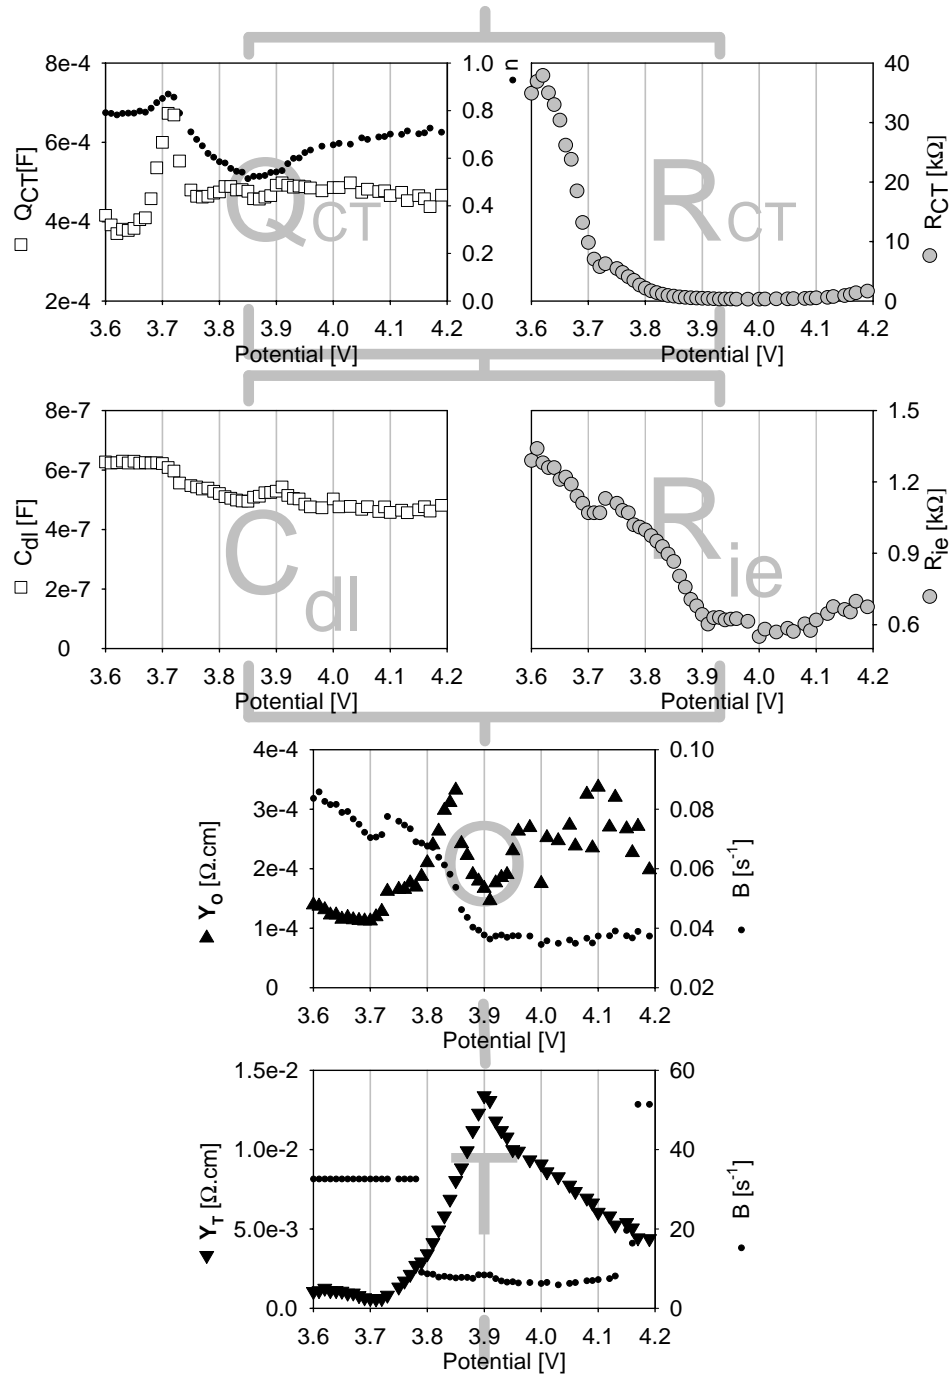 8e-4 1.0 n 40
6e-4 0.8 30
Q_CT[F] 0.6 20 R_CT [kΩ]
4e-4 0.4 10
0.2
2e-4 0.0 0
Q_CT R_CT
3.6 3.7 3.8 3.9 4.0 4.1 4.2 3.6 3.7 3.8 3.9 4.0 4.1 4.2
Potential [V] Potential [V]
8e-7 1.5
6e-7 1.2
C_dl [F] 4e-7 0.9 R_ie [kΩ]
2e-7 0.6
0
C_dl R_ie
3.6 3.7 3.8 3.9 4.0 4.1 4.2 3.6 3.7 3.8 3.9 4.0 4.1 4.2
Potential [V] Potential [V]
4e-4 0.10
3e-4 0.08
Y_O [Ω.cm] 2e-4 O 0.06 B [s⁻¹]
1e-4 0.04
0 0.02
3.6 3.7 3.8 3.9 4.0 4.1 4.2
Potential [V]
1.5e-2 60
1.0e-2 T 40
Y_T [Ω.cm] B [s⁻¹]
5.0e-3 20
0.0 0
3.6 3.7 3.8 3.9 4.0 4.1 4.2
Potential [V]